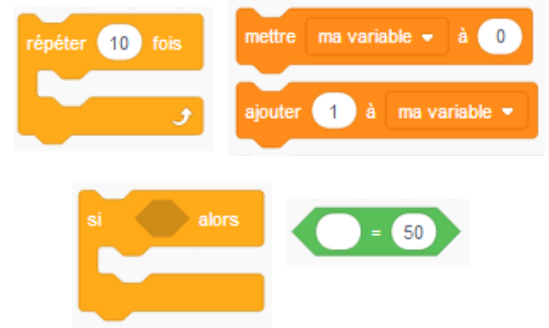 répéter 10 fois
mettre ma variable à 0
ajouter 1 à ma variable
si alors
= 50